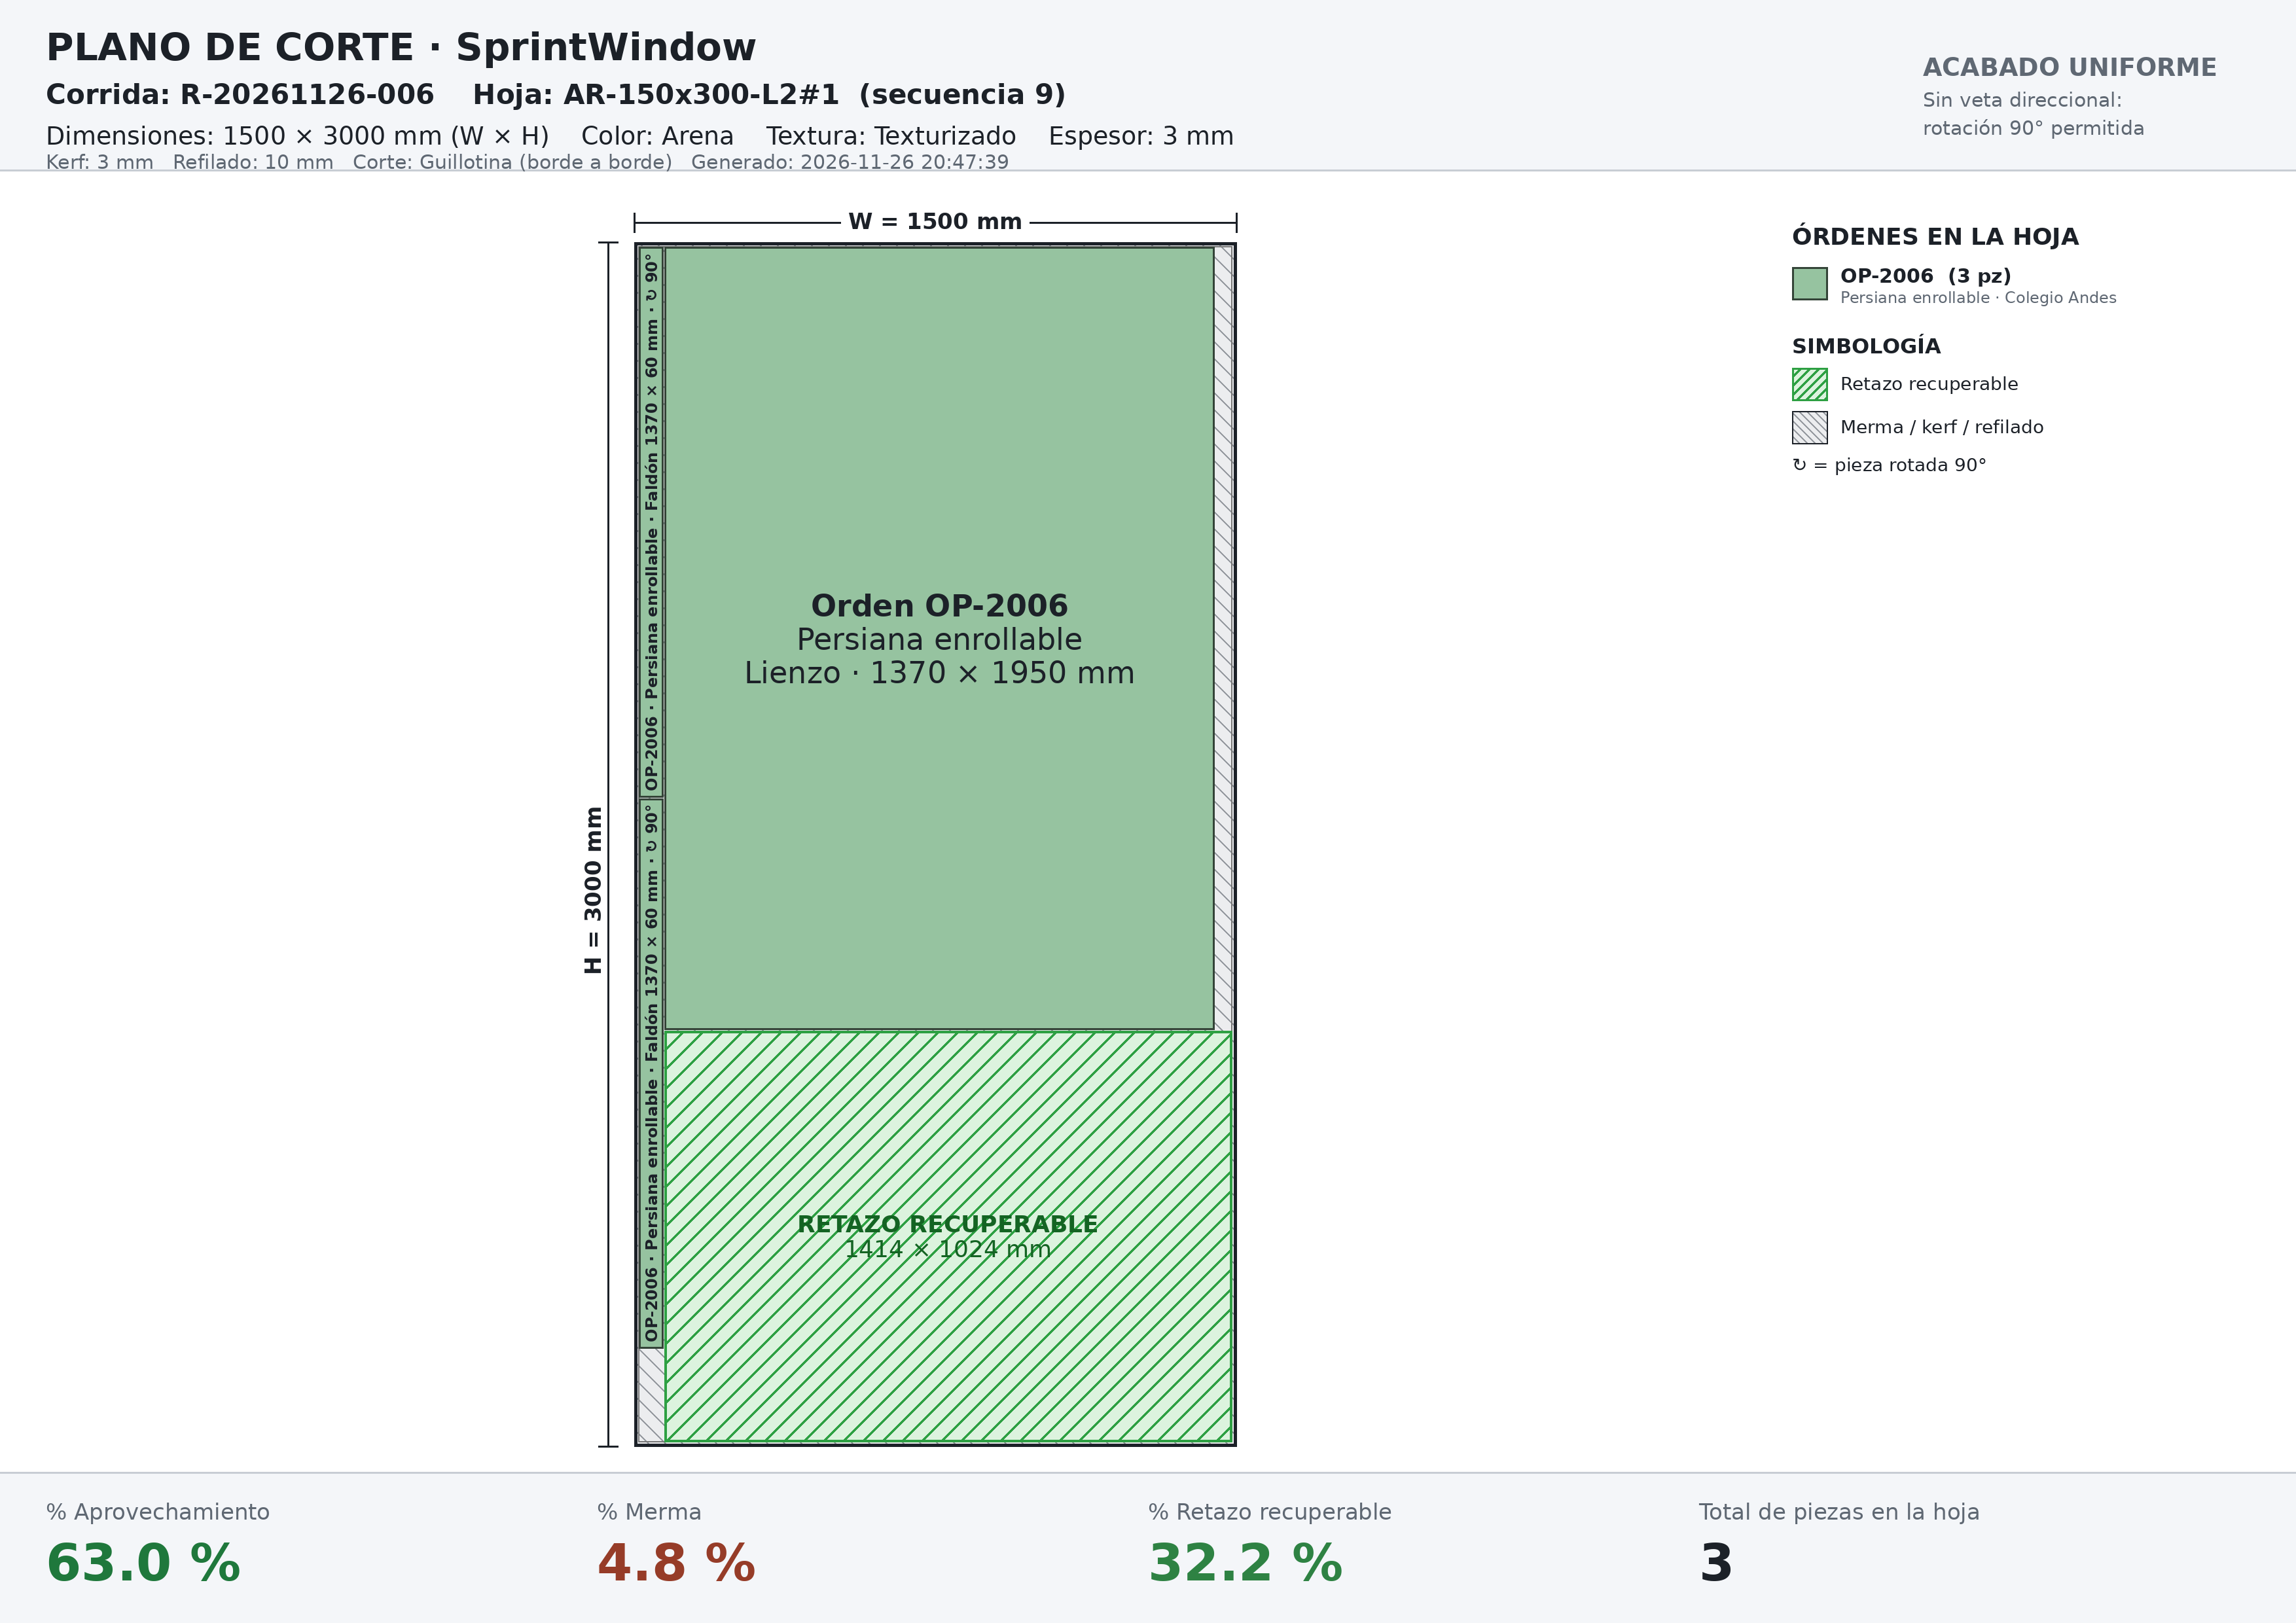 PLANO DE CORTE · SprintWindow
Corrida: R-20261126-006    Hoja: AR-150x300-L2#1  (secuencia 9)
Dimensiones: 1500 × 3000 mm (W × H)    Color: Arena    Textura: Texturizado    Espesor: 3 mm
Kerf: 3 mm   Refilado: 10 mm   Corte: Guillotina (borde a borde)   Generado: 2026-11-26 20:47:39
ACABADO UNIFORME
Sin veta direccional:
rotación 90° permitida
W = 1500 mm
H = 3000 mm
OP-2006 · Persiana enrollable · Faldón 1370 × 60 mm · ↻ 90°
OP-2006 · Persiana enrollable · Faldón 1370 × 60 mm · ↻ 90°
Orden OP-2006
Persiana enrollable
Lienzo · 1370 × 1950 mm
RETAZO RECUPERABLE
1414 × 1024 mm
ÓRDENES EN LA HOJA
OP-2006  (3 pz)
Persiana enrollable · Colegio Andes
SIMBOLOGÍA
Retazo recuperable
Merma / kerf / refilado
↻ = pieza rotada 90°
% Aprovechamiento
63.0 %
% Merma
4.8 %
% Retazo recuperable
32.2 %
Total de piezas en la hoja
3